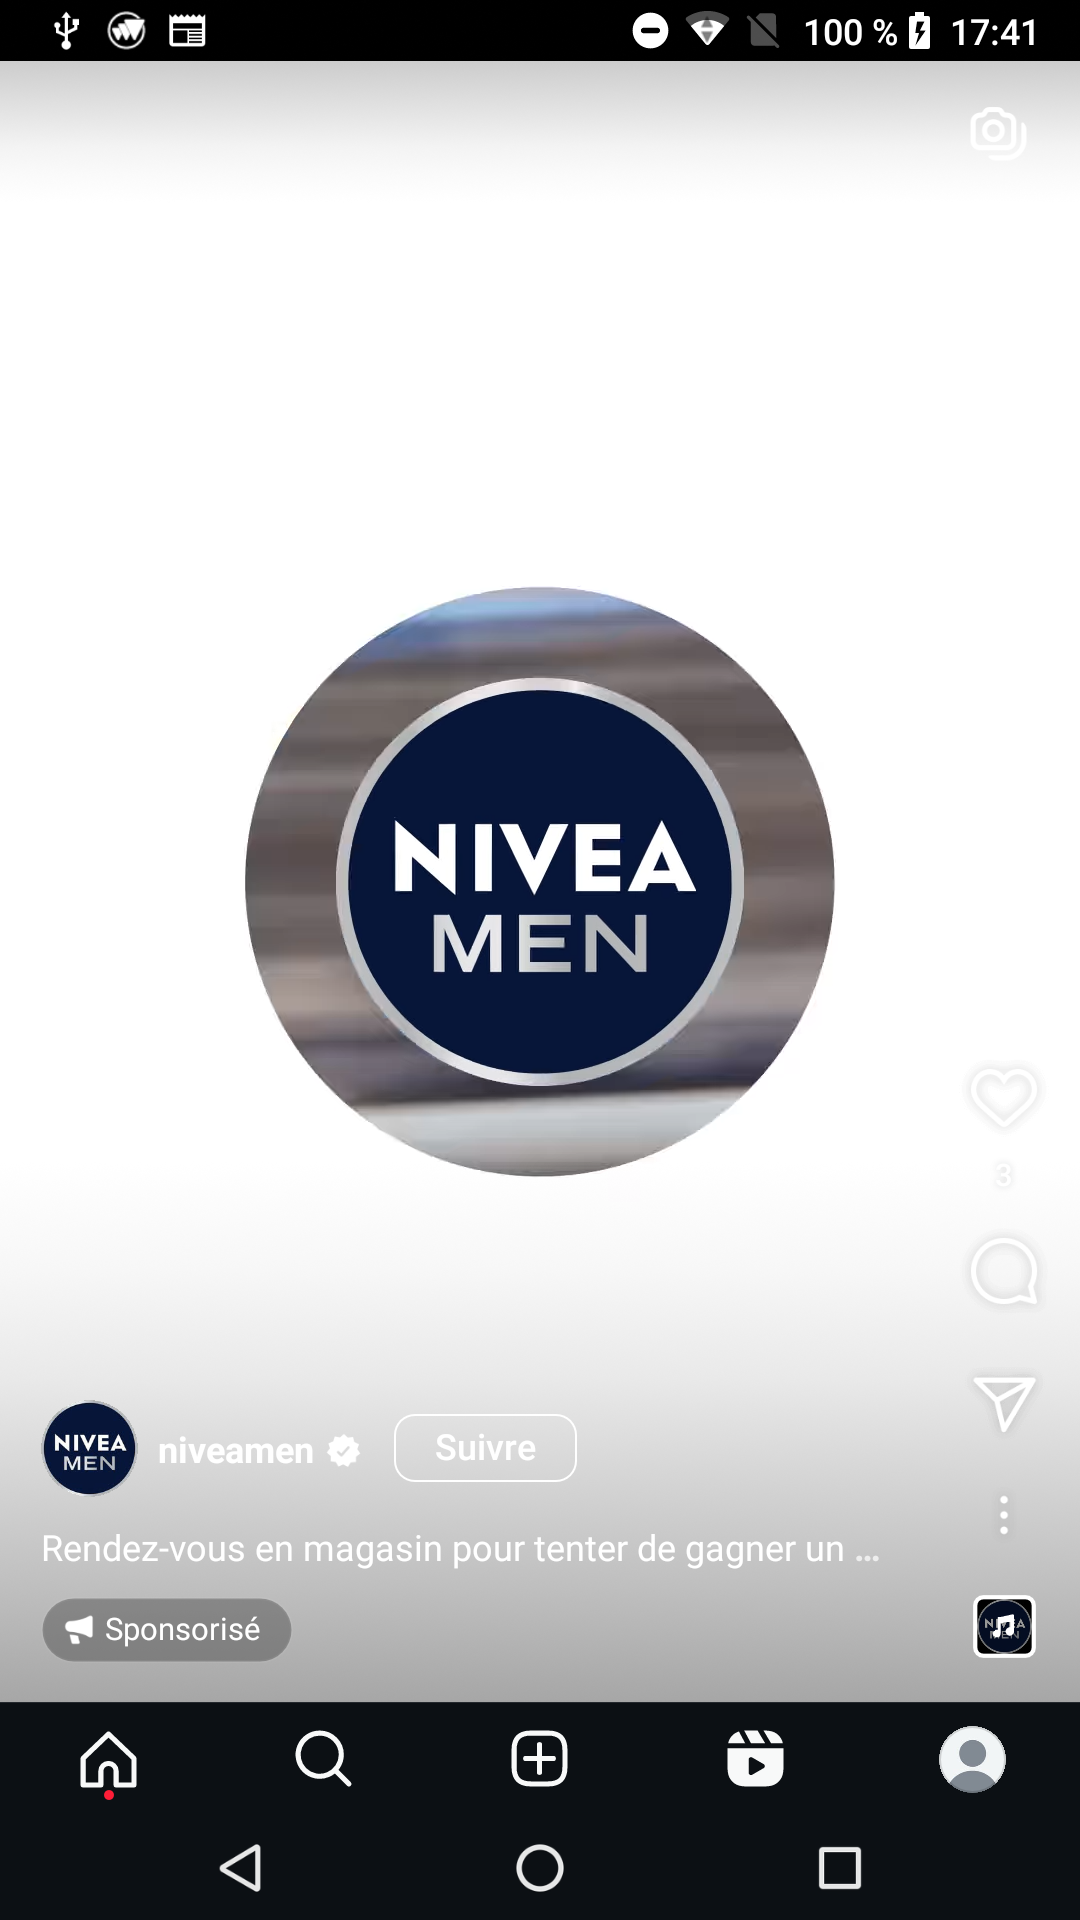 100 % 17:41
NIVEA
MEN
3
NIVEA
MEN
niveamen
Suivre
Rendez-vous en magasin pour tenter de gagner un ...
Sponsorisé